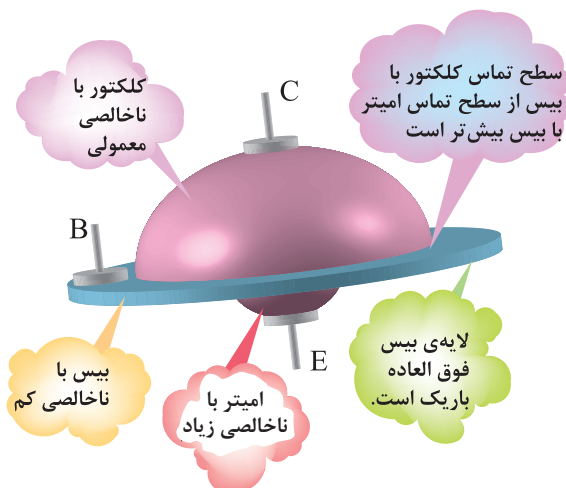 سطح تماس کلکتور با
بیس از سطح تماس امیتر
با بیس بیش‌تر است
کلکتور با
ناخالصی
معمولی
C
B
E
لایه‌ی بیس
فوق العاده
باریک است.
امیتر با
ناخالصی زیاد
بیس با
ناخالصی کم